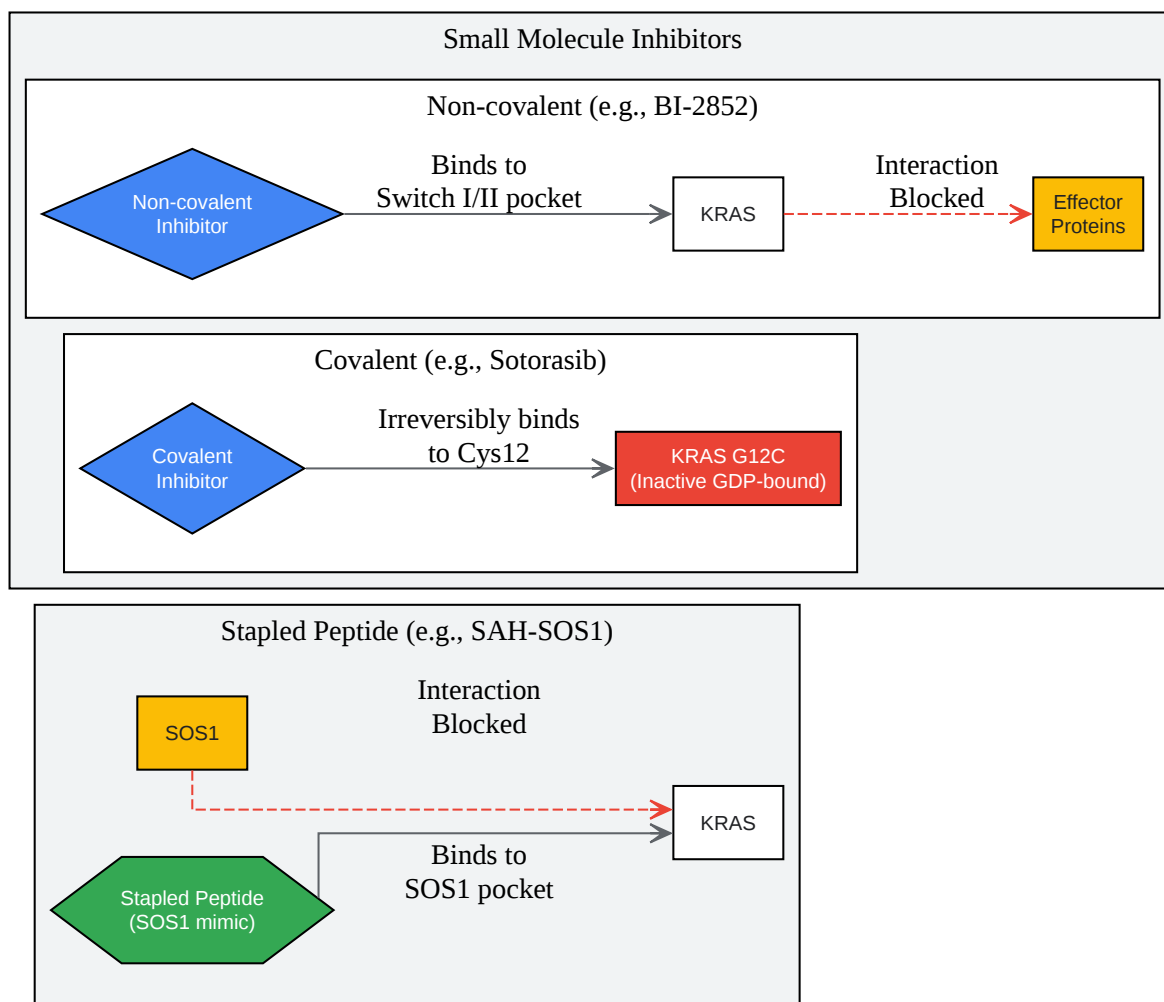 Small Molecule Inhibitors
Non-covalent (e.g., BI-2852)
Non-covalent
Inhibitor
Binds to
Switch I/II pocket
KRAS
Interaction
Blocked
Effector
Proteins
Covalent (e.g., Sotorasib)
Covalent
Inhibitor
Irreversibly binds
to Cys12
KRAS G12C
(Inactive GDP-bound)
Stapled Peptide (e.g., SAH-SOS1)
SOS1
Interaction
Blocked
KRAS
Stapled Peptide
(SOS1 mimic)
Binds to
SOS1 pocket